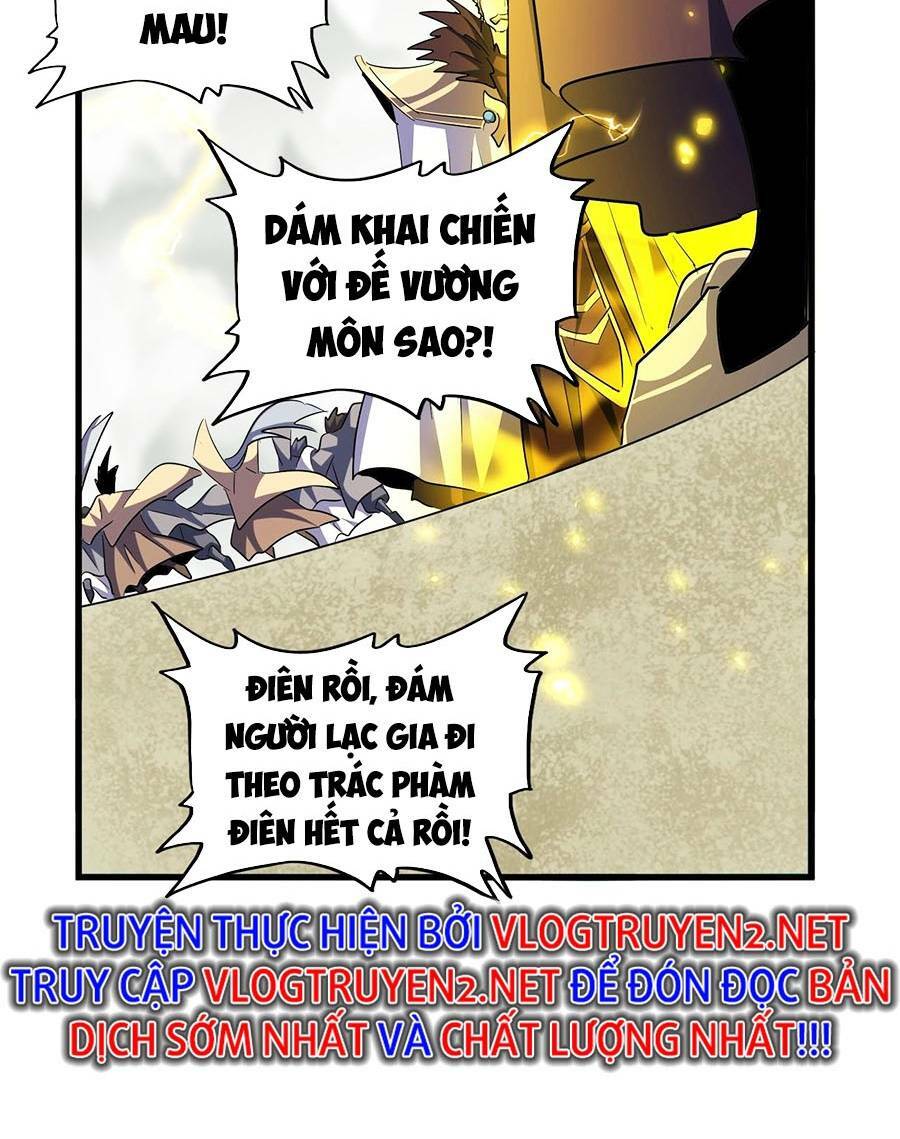 MAU!
DÁM KHAI CHIẾN
VỚI ĐẾ VƯƠNG
MÔN SAO?!
ĐIÊN RỒI, ĐÁM
NGƯỜI LẠC GIA ĐI
THEO TRÁC PHÀM
ĐIÊN HẾT CẢ RỒI!
TRUYỆN THỰC HIỆN BỞI VLOGTRUYEN2.NET
TRUY CẬP VLOGTRUYEN2.NET ĐỂ ĐÓN ĐỌC BẢN
DỊCH SỚM NHẤT VÀ CHẤT LƯỢNG NHẤT!!!